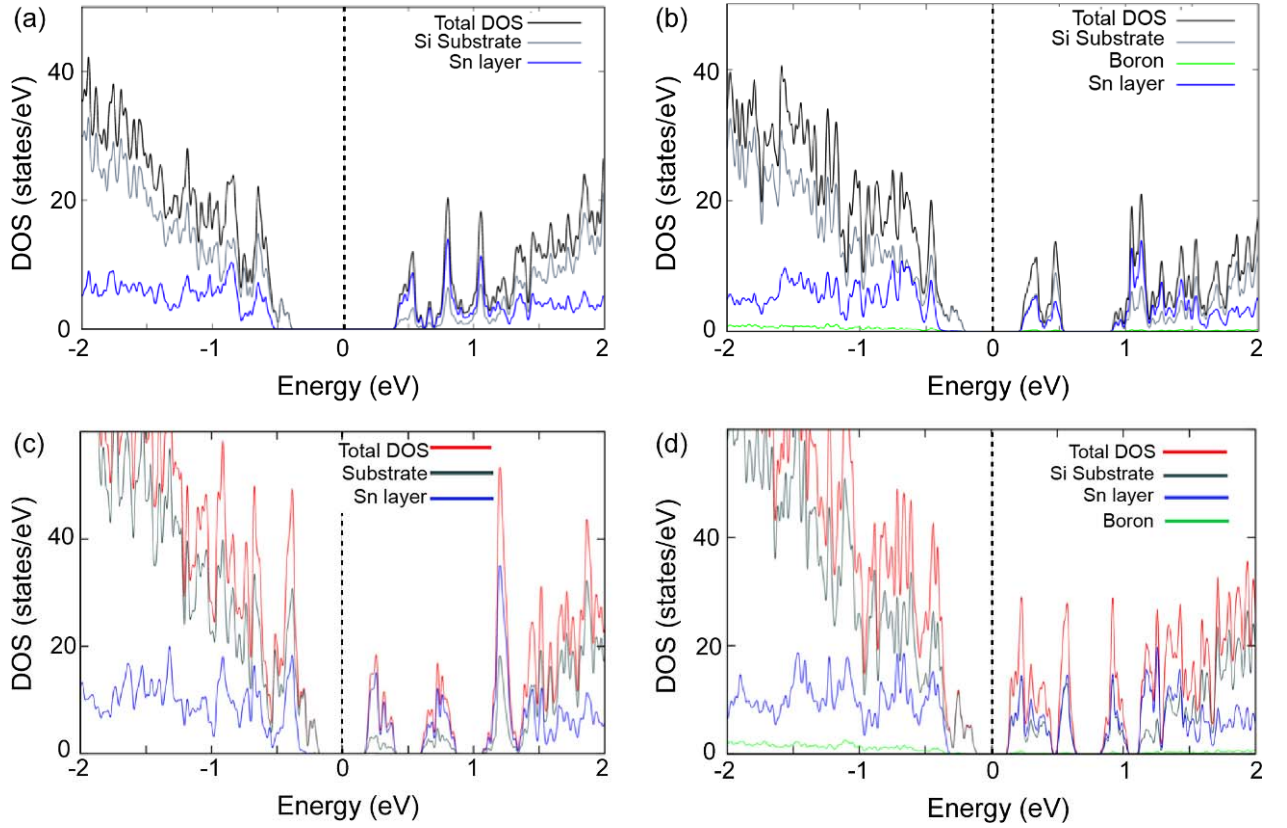 (a)
Total DOS
Si Substrate
Sn layer
DOS (states/eV)
40
20
0
-2 -1 0 1 2
Energy (eV)
(b)
Total DOS
Si Substrate
Boron
Sn layer
DOS (states/eV)
40
20
0
-2 -1 0 1 2
Energy (eV)
(c)
Total DOS
Substrate
Sn layer
DOS (states/eV)
40
20
0
-2 -1 0 1 2
Energy (eV)
(d)
Total DOS
Si Substrate
Sn layer
Boron
DOS (states/eV)
40
20
0
-2 -1 0 1 2
Energy (eV)